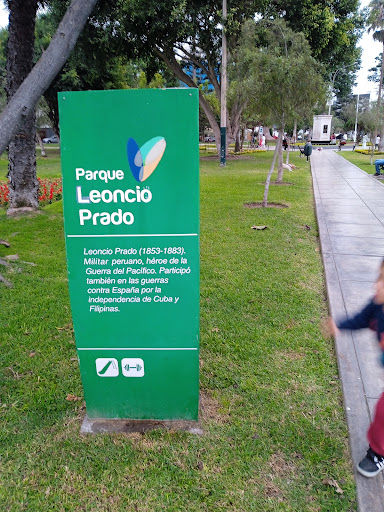 Parque
Leoncio
Prado
Leoncio Prado (1853-1883).
Militar peruano, héroe de la
Guerra del Pacífico. Participó
también en las guerras
contra España por la
independencia de Cuba y
Filipinas.